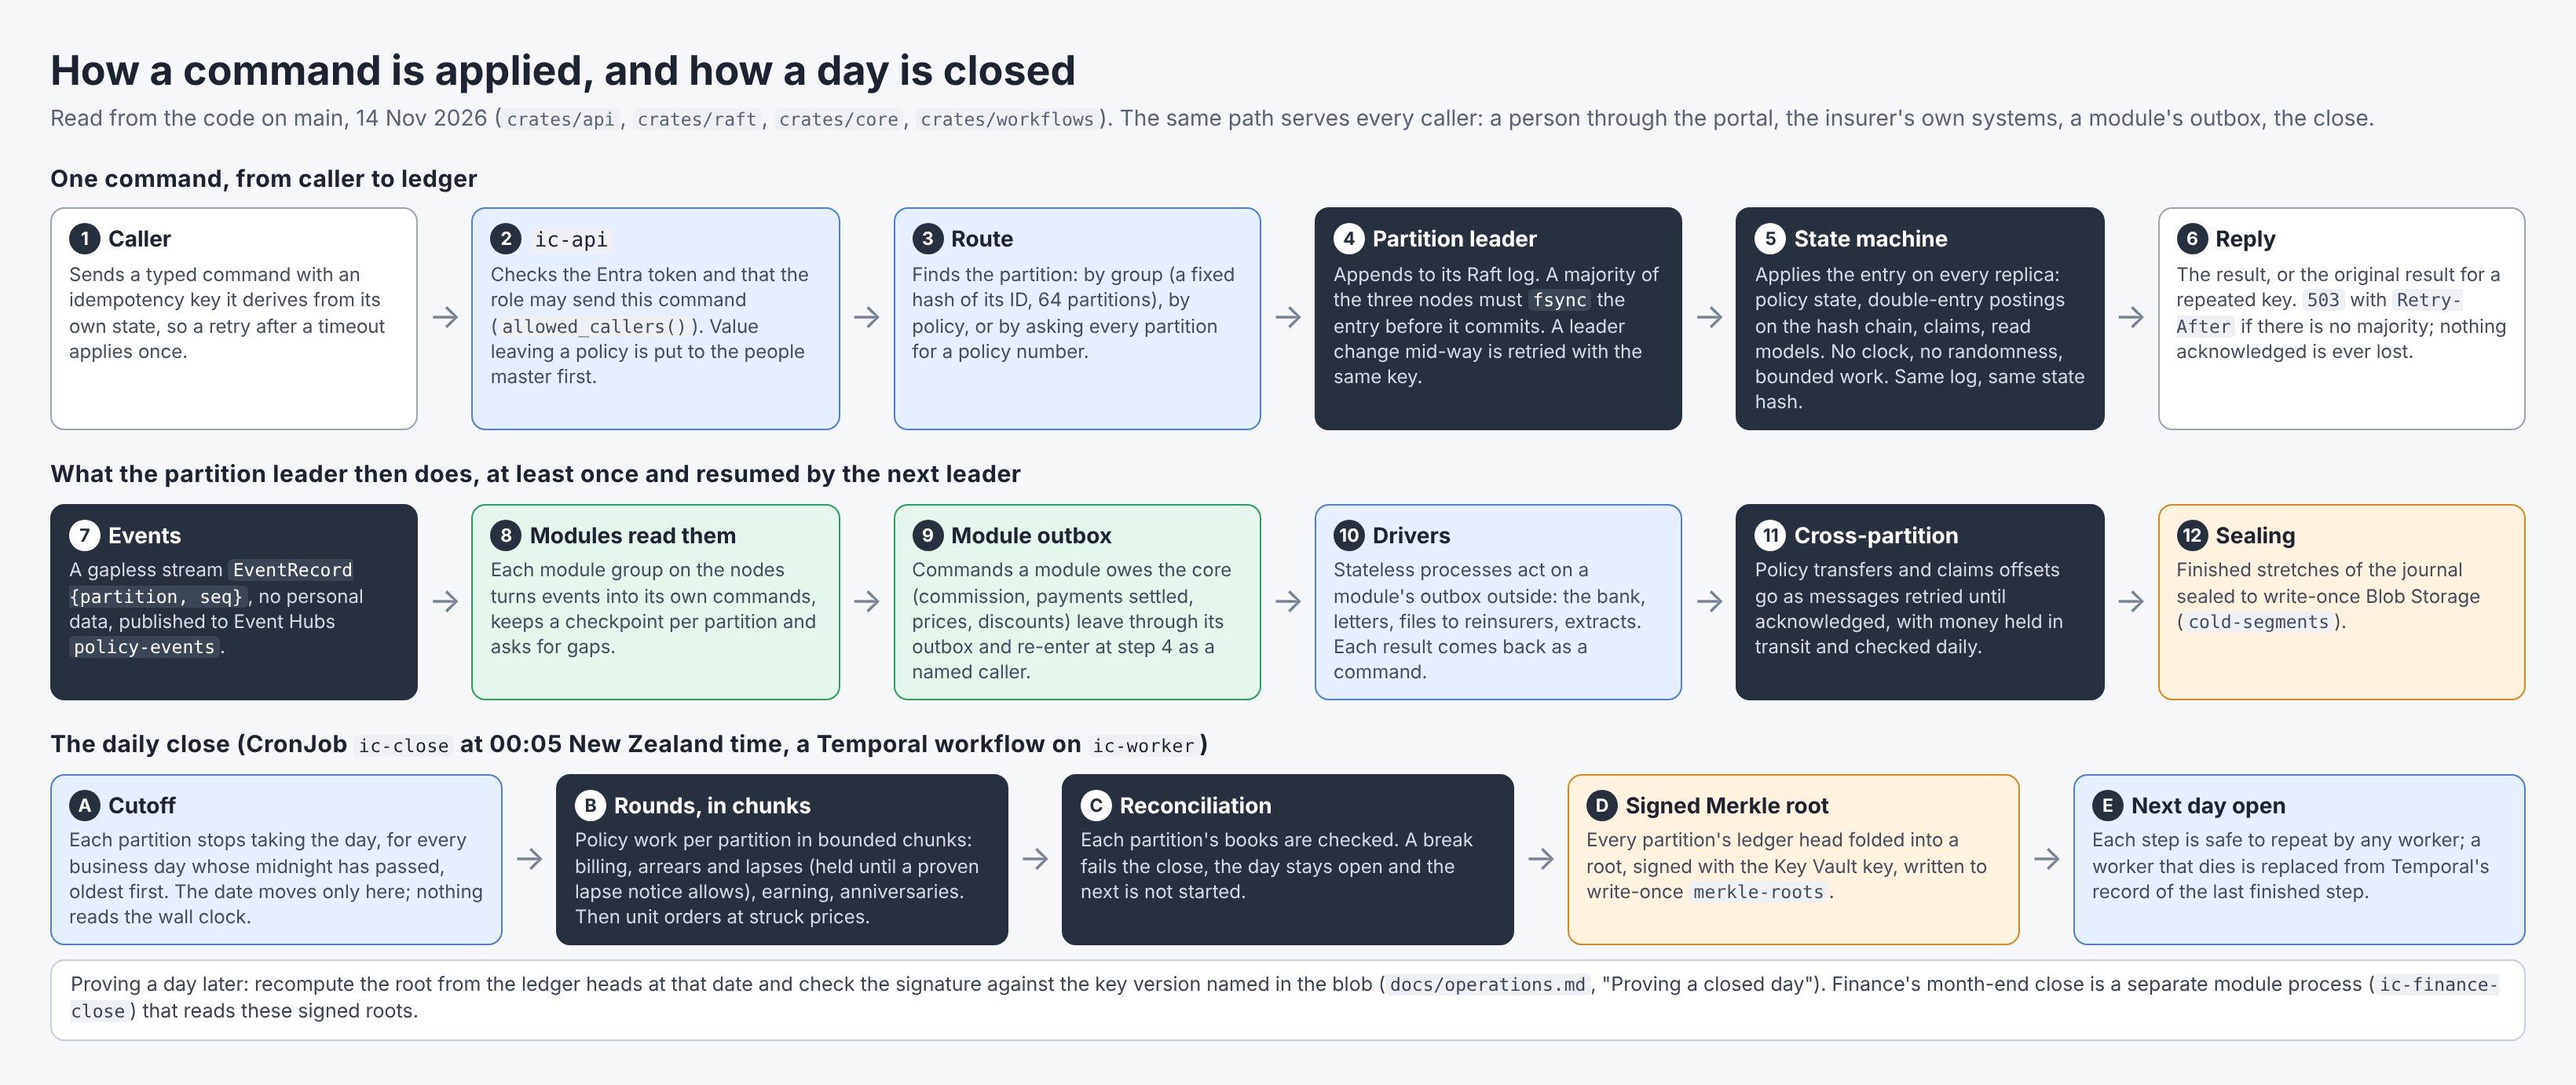 How a command is applied, and how a day is closed
Read from the code on main, 14 Nov 2026 (crates/api, crates/raft, crates/core, crates/workflows). The same path serves every caller: a person through the portal, the insurer's own systems, a module's outbox, the close.
One command, from caller to ledger
1 Caller
Sends a typed command with an
idempotency key it derives from its
own state, so a retry after a timeout
applies once.
2 ic-api
Checks the Entra token and that the
role may send this command
(allowed_callers()). Value
leaving a policy is put to the people
master first.
3 Route
Finds the partition: by group (a fixed
hash of its ID, 64 partitions), by
policy, or by asking every partition
for a policy number.
4 Partition leader
Appends to its Raft log. A majority of
the three nodes must fsync the
entry before it commits. A leader
change mid-way is retried with the
same key.
5 State machine
Applies the entry on every replica:
policy state, double-entry postings
on the hash chain, claims, read
models. No clock, no randomness,
bounded work. Same log, same state
hash.
6 Reply
The result, or the original result for a
repeated key. 503 with Retry-
After if there is no majority; nothing
acknowledged is ever lost.
What the partition leader then does, at least once and resumed by the next leader
7 Events
A gapless stream EventRecord
{partition, seq}, no personal
data, published to Event Hubs
policy-events.
8 Modules read them
Each module group on the nodes
turns events into its own commands,
keeps a checkpoint per partition and
asks for gaps.
9 Module outbox
Commands a module owes the core
(commission, payments settled,
prices, discounts) leave through its
outbox and re-enter at step 4 as a
named caller.
10 Drivers
Stateless processes act on a
module's outbox outside: the bank,
letters, files to reinsurers, extracts.
Each result comes back as a
command.
11 Cross-partition
Policy transfers and claims offsets
go as messages retried until
acknowledged, with money held in
transit and checked daily.
12 Sealing
Finished stretches of the journal
sealed to write-once Blob Storage
(cold-segments).
The daily close (CronJob ic-close at 00:05 New Zealand time, a Temporal workflow on ic-worker)
A Cutoff
Each partition stops taking the day, for every
business day whose midnight has passed,
oldest first. The date moves only here; nothing
reads the wall clock.
B Rounds, in chunks
Policy work per partition in bounded chunks:
billing, arrears and lapses (held until a proven
lapse notice allows), earning, anniversaries.
Then unit orders at struck prices.
C Reconciliation
Each partition's books are checked. A break
fails the close, the day stays open and the
next is not started.
D Signed Merkle root
Every partition's ledger head folded into a
root, signed with the Key Vault key, written to
write-once merkle-roots.
E Next day open
Each step is safe to repeat by any worker; a
worker that dies is replaced from Temporal's
record of the last finished step.
Proving a day later: recompute the root from the ledger heads at that date and check the signature against the key version named in the blob (docs/operations.md, "Proving a closed day"). Finance's month-end close is a separate module process (ic-finance-
close) that reads these signed roots.